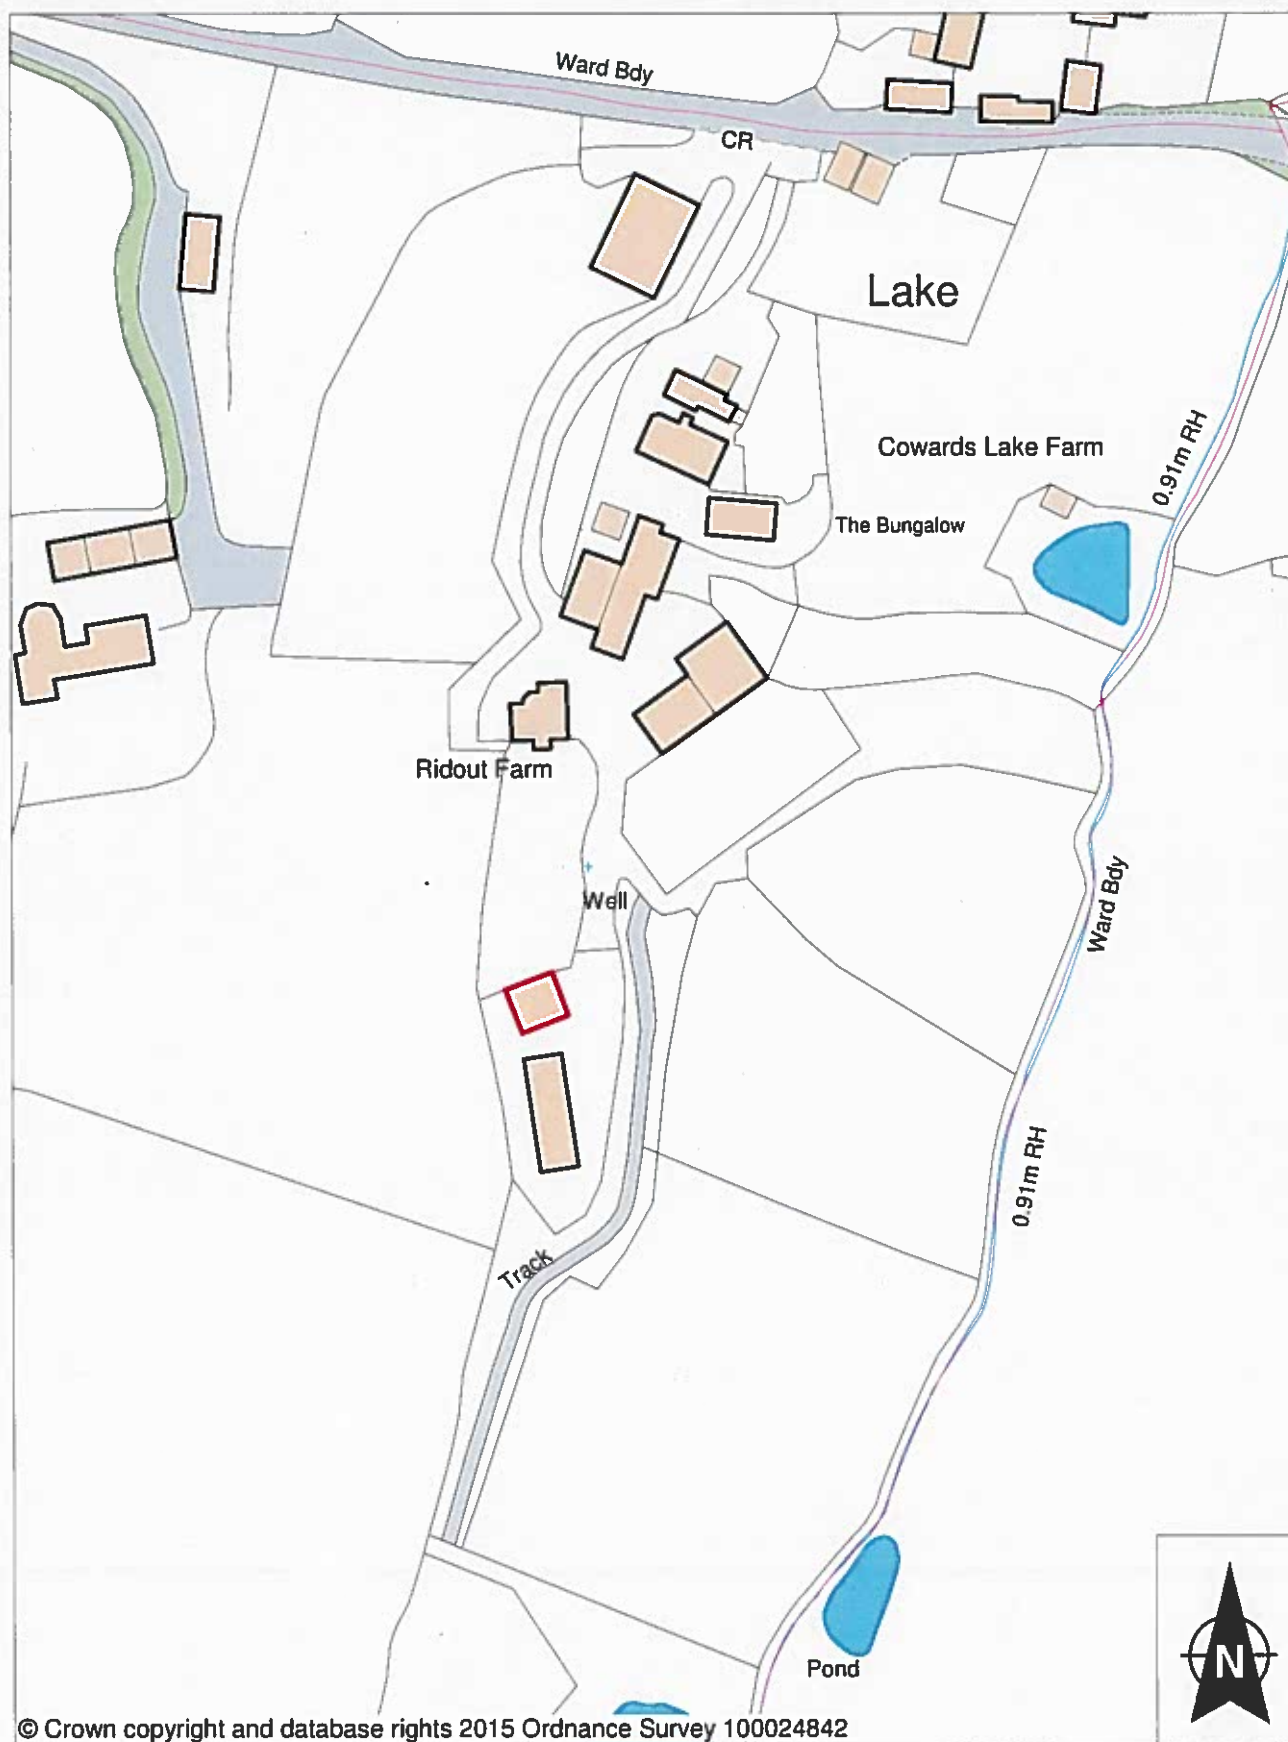 Ward Bdy
CR
Lake
0.91m RH
Cowards Lake Farm
The Bungalow
Ridout Farm
Well
Ward Bdy
0.91m RH
Track
Pond
N
© Crown copyright and database rights 2015 Ordnance Survey 100024842